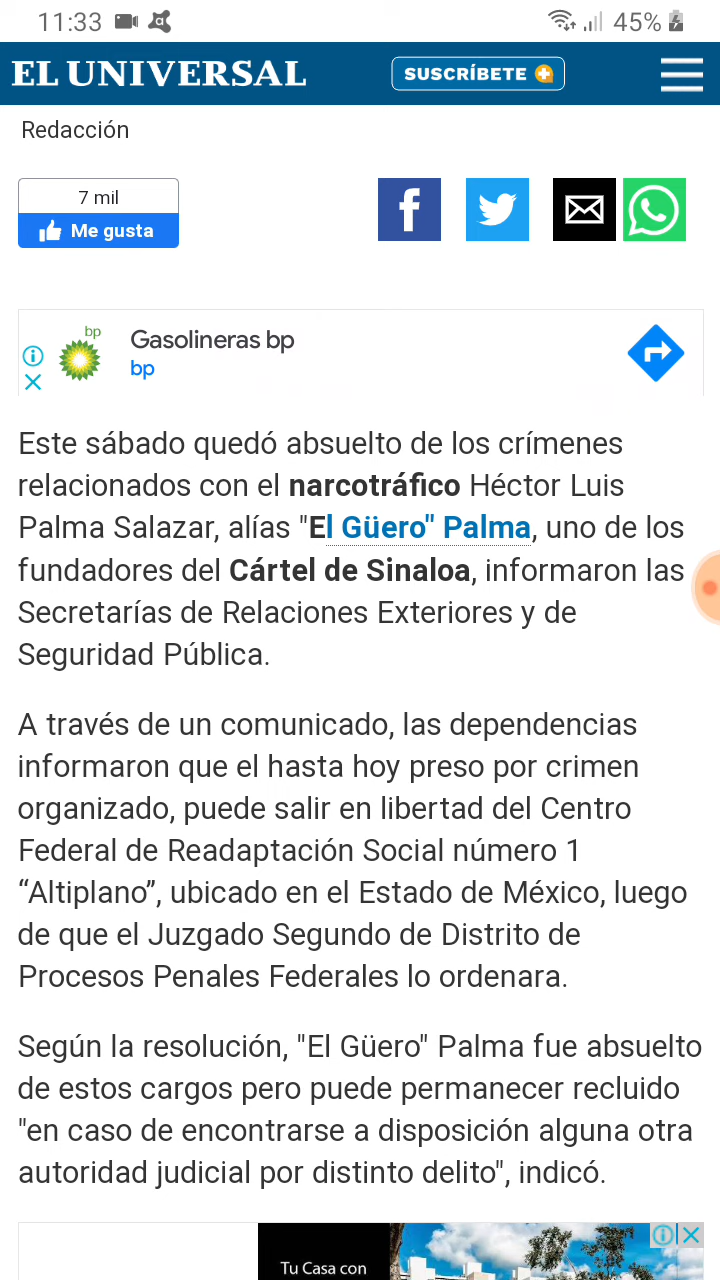 11:33
45%
EL UNIVERSAL
SUSCRÍBETE
Redacción
7 mil
Me gusta
bp
Gasolineras bp
bp
Este sábado quedó absuelto de los crímenes
relacionados con el narcotráfico Héctor Luis
Palma Salazar, alías "El Güero" Palma, uno de los
fundadores del Cártel de Sinaloa, informaron las
Secretarías de Relaciones Exteriores y de
Seguridad Pública.
A través de un comunicado, las dependencias
informaron que el hasta hoy preso por crimen
organizado, puede salir en libertad del Centro
Federal de Readaptación Social número 1
“Altiplano”, ubicado en el Estado de México, luego
de que el Juzgado Segundo de Distrito de
Procesos Penales Federales lo ordenara.
Según la resolución, "El Güero" Palma fue absuelto
de estos cargos pero puede permanecer recluido
"en caso de encontrarse a disposición alguna otra
autoridad judicial por distinto delito", indicó.
Tu Casa con